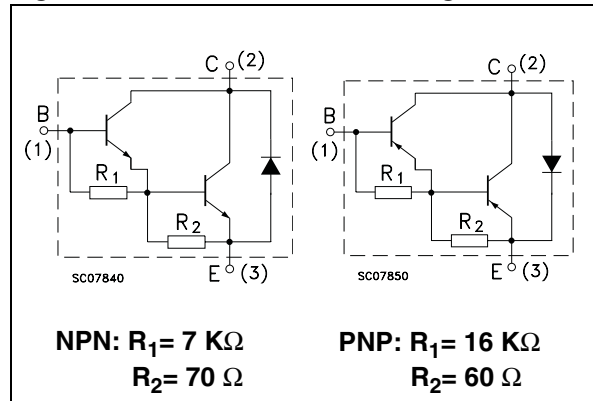 C (2)
B
(1)
R1
R2
E (3)
SC07840
NPN: R1= 7 KΩ
R2= 70 Ω
C (2)
B
(1)
R1
R2
E (3)
SC07850
PNP: R1= 16 KΩ
R2= 60 Ω